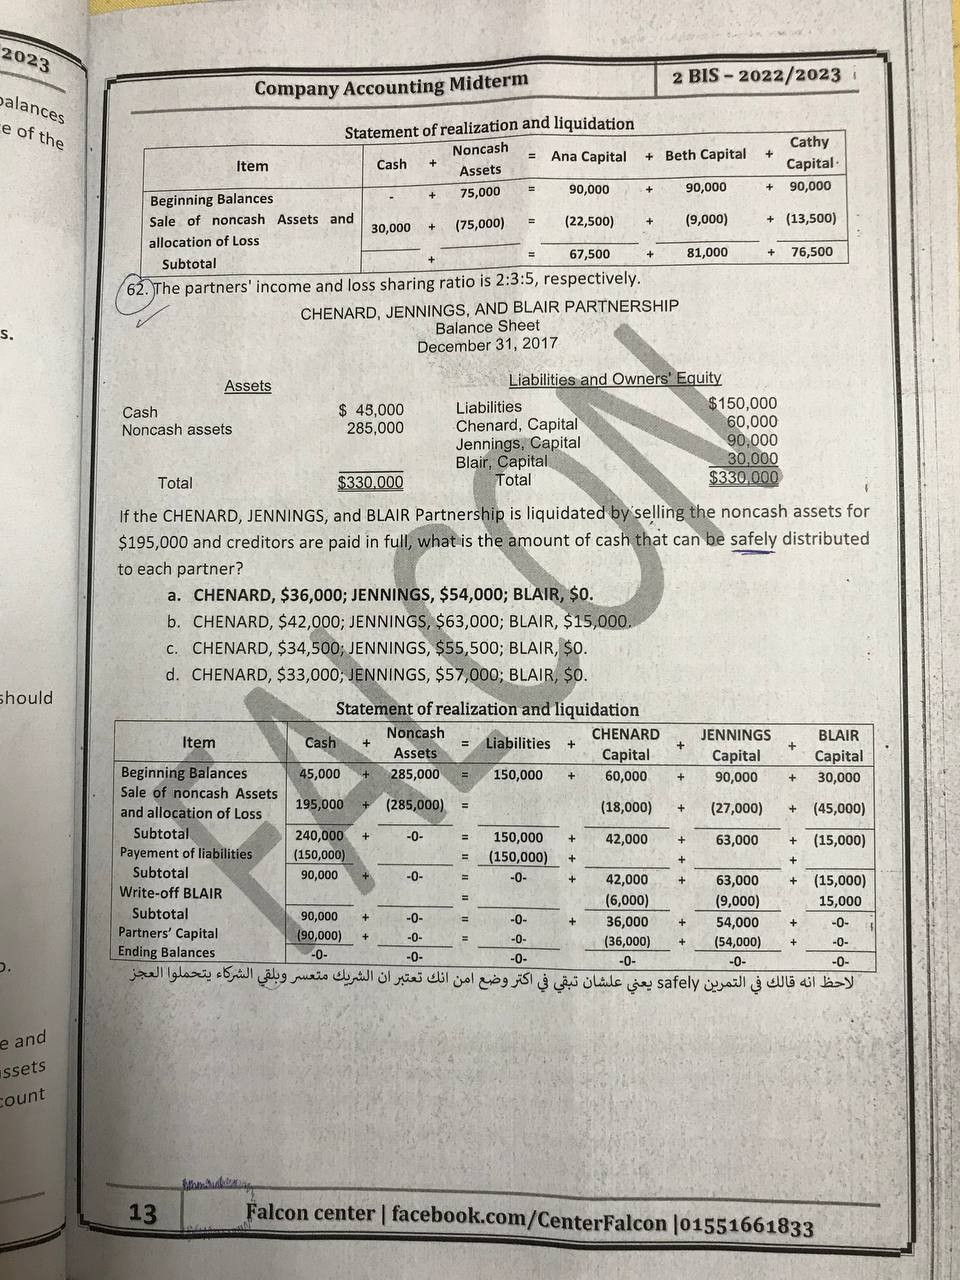 2023
balances
e of the
s.
should
e and
assets
count
Company Accounting Midterm
2 BIS – 2022/2023
Statement of realization and liquidation
Item Cash + Noncash Assets = Ana Capital + Beth Capital + Cathy Capital
Beginning Balances - + 75,000 = 90,000 + 90,000 + 90,000
Sale of noncash Assets and allocation of Loss 30,000 + (75,000) = (22,500) + (9,000) + (13,500)
Subtotal + = 67,500 + 81,000 + 76,500
62. The partners' income and loss sharing ratio is 2:3:5, respectively.
CHENARD, JENNINGS, AND BLAIR PARTNERSHIP
Balance Sheet
December 31, 2017
Assets Liabilities and Owners' Equity
Cash $ 45,000 Liabilities $150,000
Noncash assets 285,000 Chenard, Capital 60,000
Jennings, Capital 90,000
Blair, Capital 30,000
Total $330,000 Total $330,000
If the CHENARD, JENNINGS, and BLAIR Partnership is liquidated by selling the noncash assets for
$195,000 and creditors are paid in full, what is the amount of cash that can be safely distributed
to each partner?
a. CHENARD, $36,000; JENNINGS, $54,000; BLAIR, $0.
b. CHENARD, $42,000; JENNINGS, $63,000; BLAIR, $15,000.
c. CHENARD, $34,500; JENNINGS, $55,500; BLAIR, $0.
d. CHENARD, $33,000; JENNINGS, $57,000; BLAIR, $0.
FALCON
Statement of realization and liquidation
Item Cash + Noncash Assets = Liabilities + CHENARD Capital + JENNINGS Capital + BLAIR Capital
Beginning Balances 45,000 + 285,000 = 150,000 + 60,000 + 90,000 + 30,000
Sale of noncash Assets and allocation of Loss 195,000 + (285,000) = (18,000) + (27,000) + (45,000)
Subtotal 240,000 + -0- = 150,000 + 42,000 + 63,000 + (15,000)
Payement of liabilities (150,000) = (150,000) + + +
Subtotal 90,000 + -0- = -0- + 42,000 + 63,000 + (15,000)
Write-off BLAIR = (6,000) (9,000) 15,000
Subtotal 90,000 + -0- = -0- + 36,000 + 54,000 + -0-
Partners' Capital (90,000) + -0- = -0- (36,000) + (54,000) + -0-
Ending Balances -0- -0- -0- -0- -0- -0-
لاحظ انه قالك في التمرين safely يعني علشان تبقي في اكتر وضع امن انك تعتبر ان الشريك متعسر وبلقي الشركاء يتحملوا العجز
13
Falcon center | facebook.com/CenterFalcon |01551661833